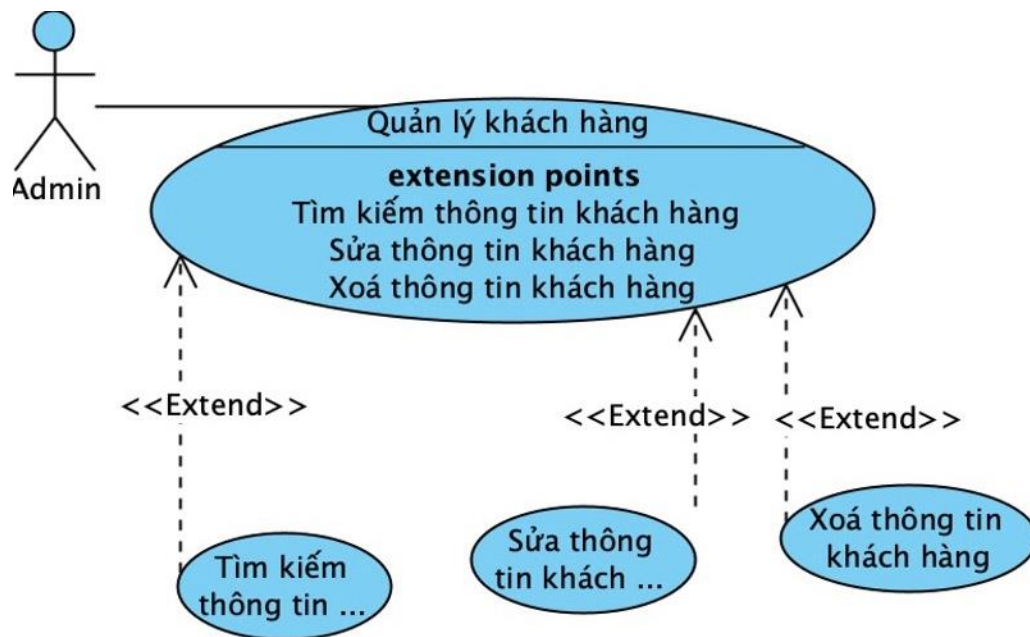 Admin
Quản lý khách hàng
extension points
Tìm kiếm thông tin khách hàng
Sửa thông tin khách hàng
Xoá thông tin khách hàng
<<Extend>>
<<Extend>>
<<Extend>>
Tìm kiếm
thông tin ...
Sửa thông
tin khách ...
Xoá thông tin
khách hàng